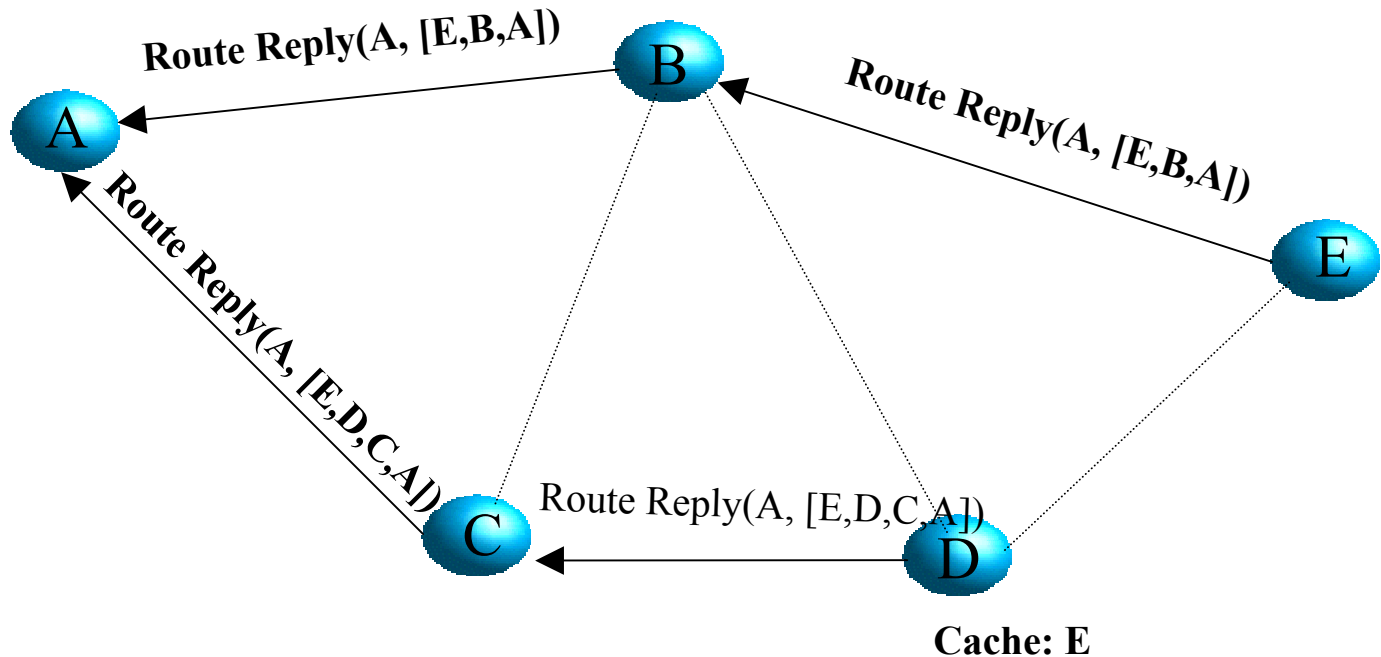 Route Reply(A, [E,B,A])
B
Route Reply(A, [E,B,A])
A
Route Reply(A, [E,D,C,A])
E
Route Reply(A, [E,D,C,A])
C
D
Cache: E